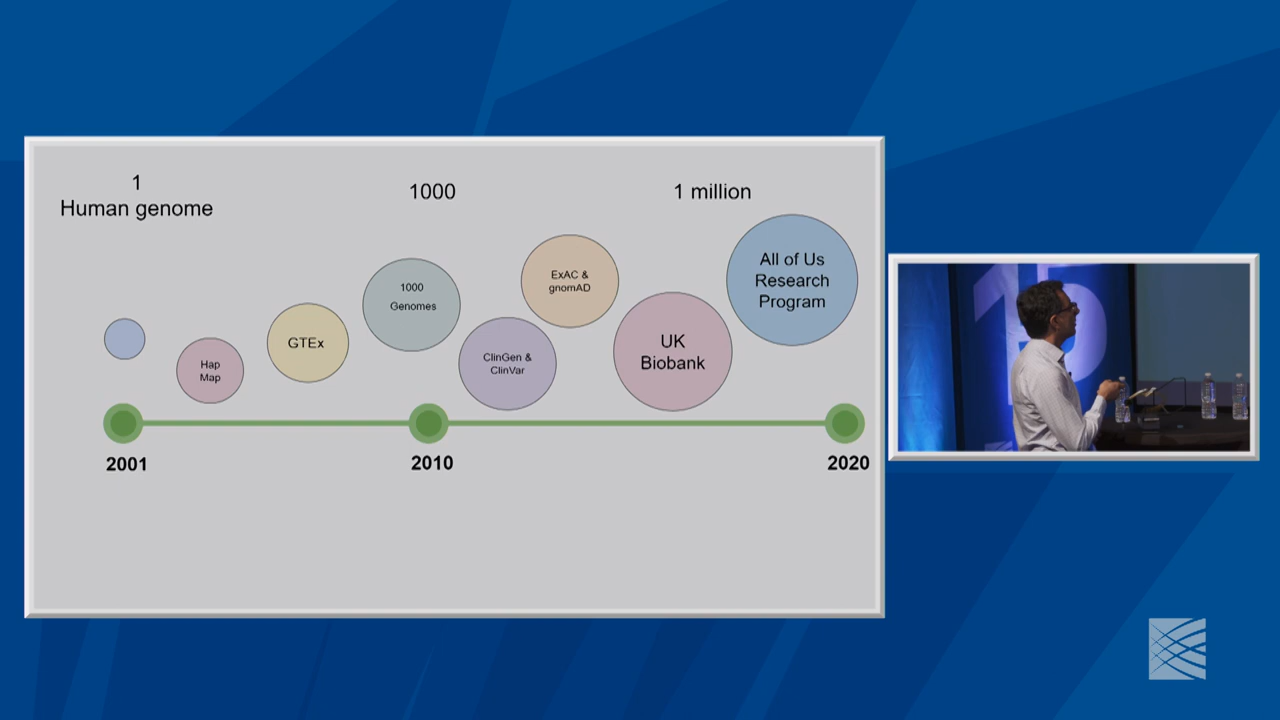 1
Human genome
1000
1 million
Hap
Map
GTEx
1000
Genomes
ClinGen &
ClinVar
ExAC &
gnomAD
UK
Biobank
All of Us
Research
Program
2001
2010
2020
15